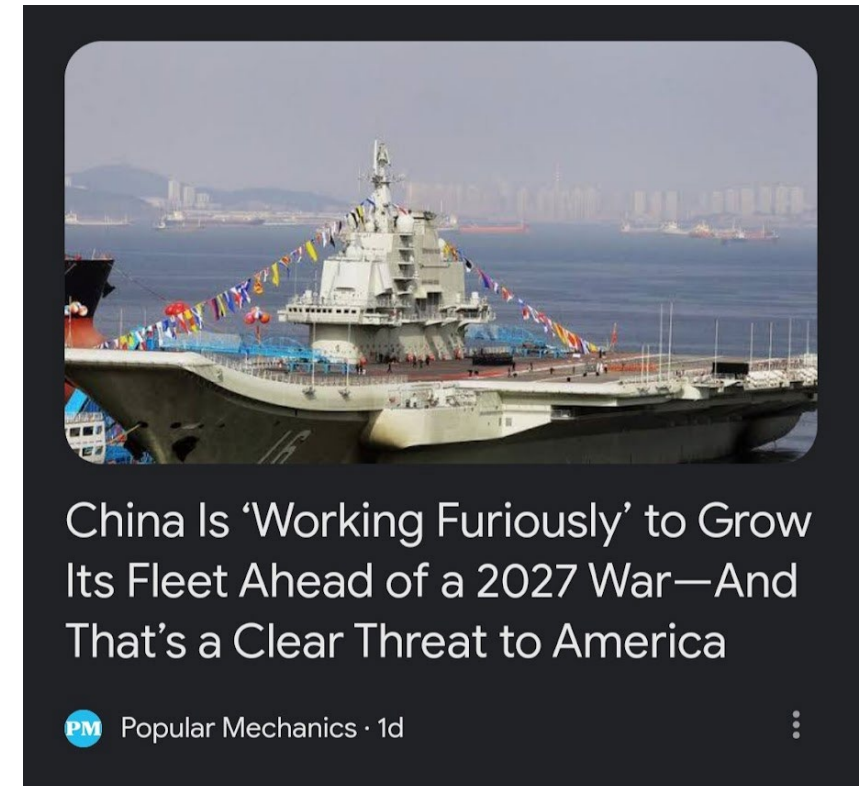 16
China Is ‘Working Furiously’ to Grow
Its Fleet Ahead of a 2027 War—And
That’s a Clear Threat to America
PM Popular Mechanics · 1d